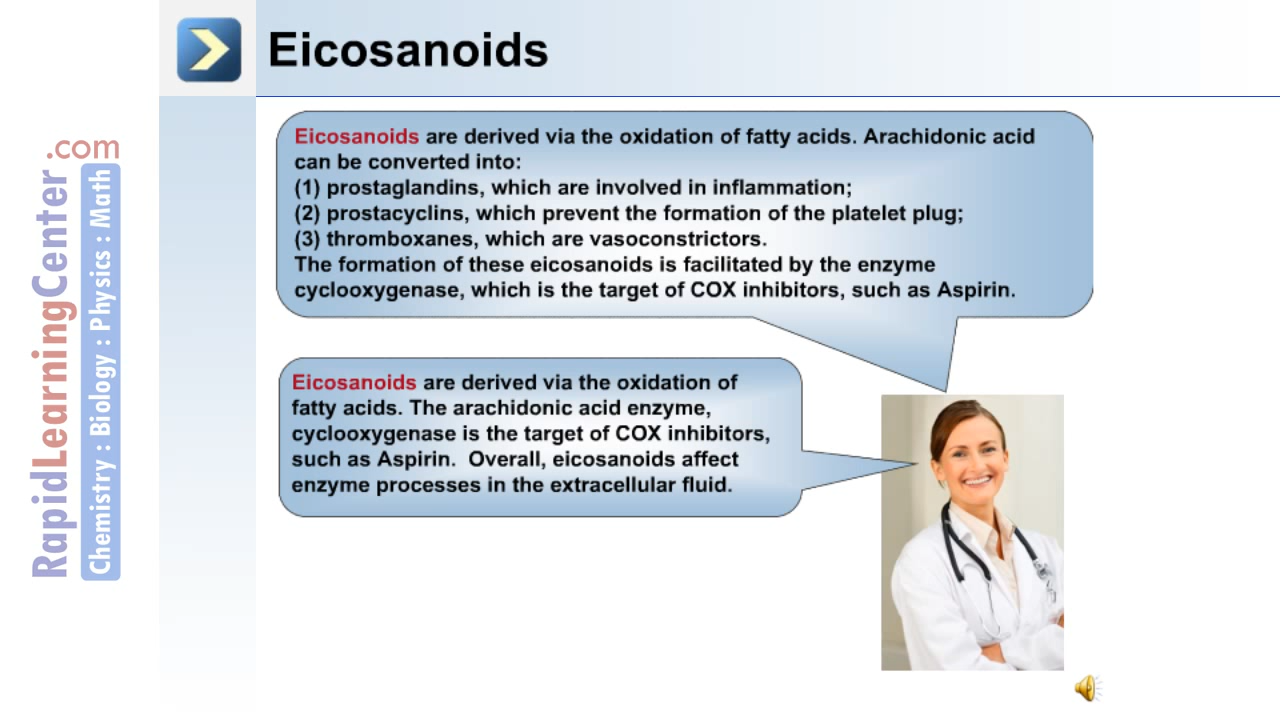 Eicosanoids
Eicosanoids are derived via the oxidation of fatty acids. Arachidonic acid
can be converted into:
(1) prostaglandins, which are involved in inflammation;
(2) prostacyclins, which prevent the formation of the platelet plug;
(3) thromboxanes, which are vasoconstrictors.
The formation of these eicosanoids is facilitated by the enzyme
cyclooxygenase, which is the target of COX inhibitors, such as Aspirin.
Eicosanoids are derived via the oxidation of
fatty acids. The arachidonic acid enzyme,
cyclooxygenase is the target of COX inhibitors,
such as Aspirin.  Overall, eicosanoids affect
enzyme processes in the extracellular fluid.
RapidLearningCenter.com
Chemistry : Biology : Physics : Math